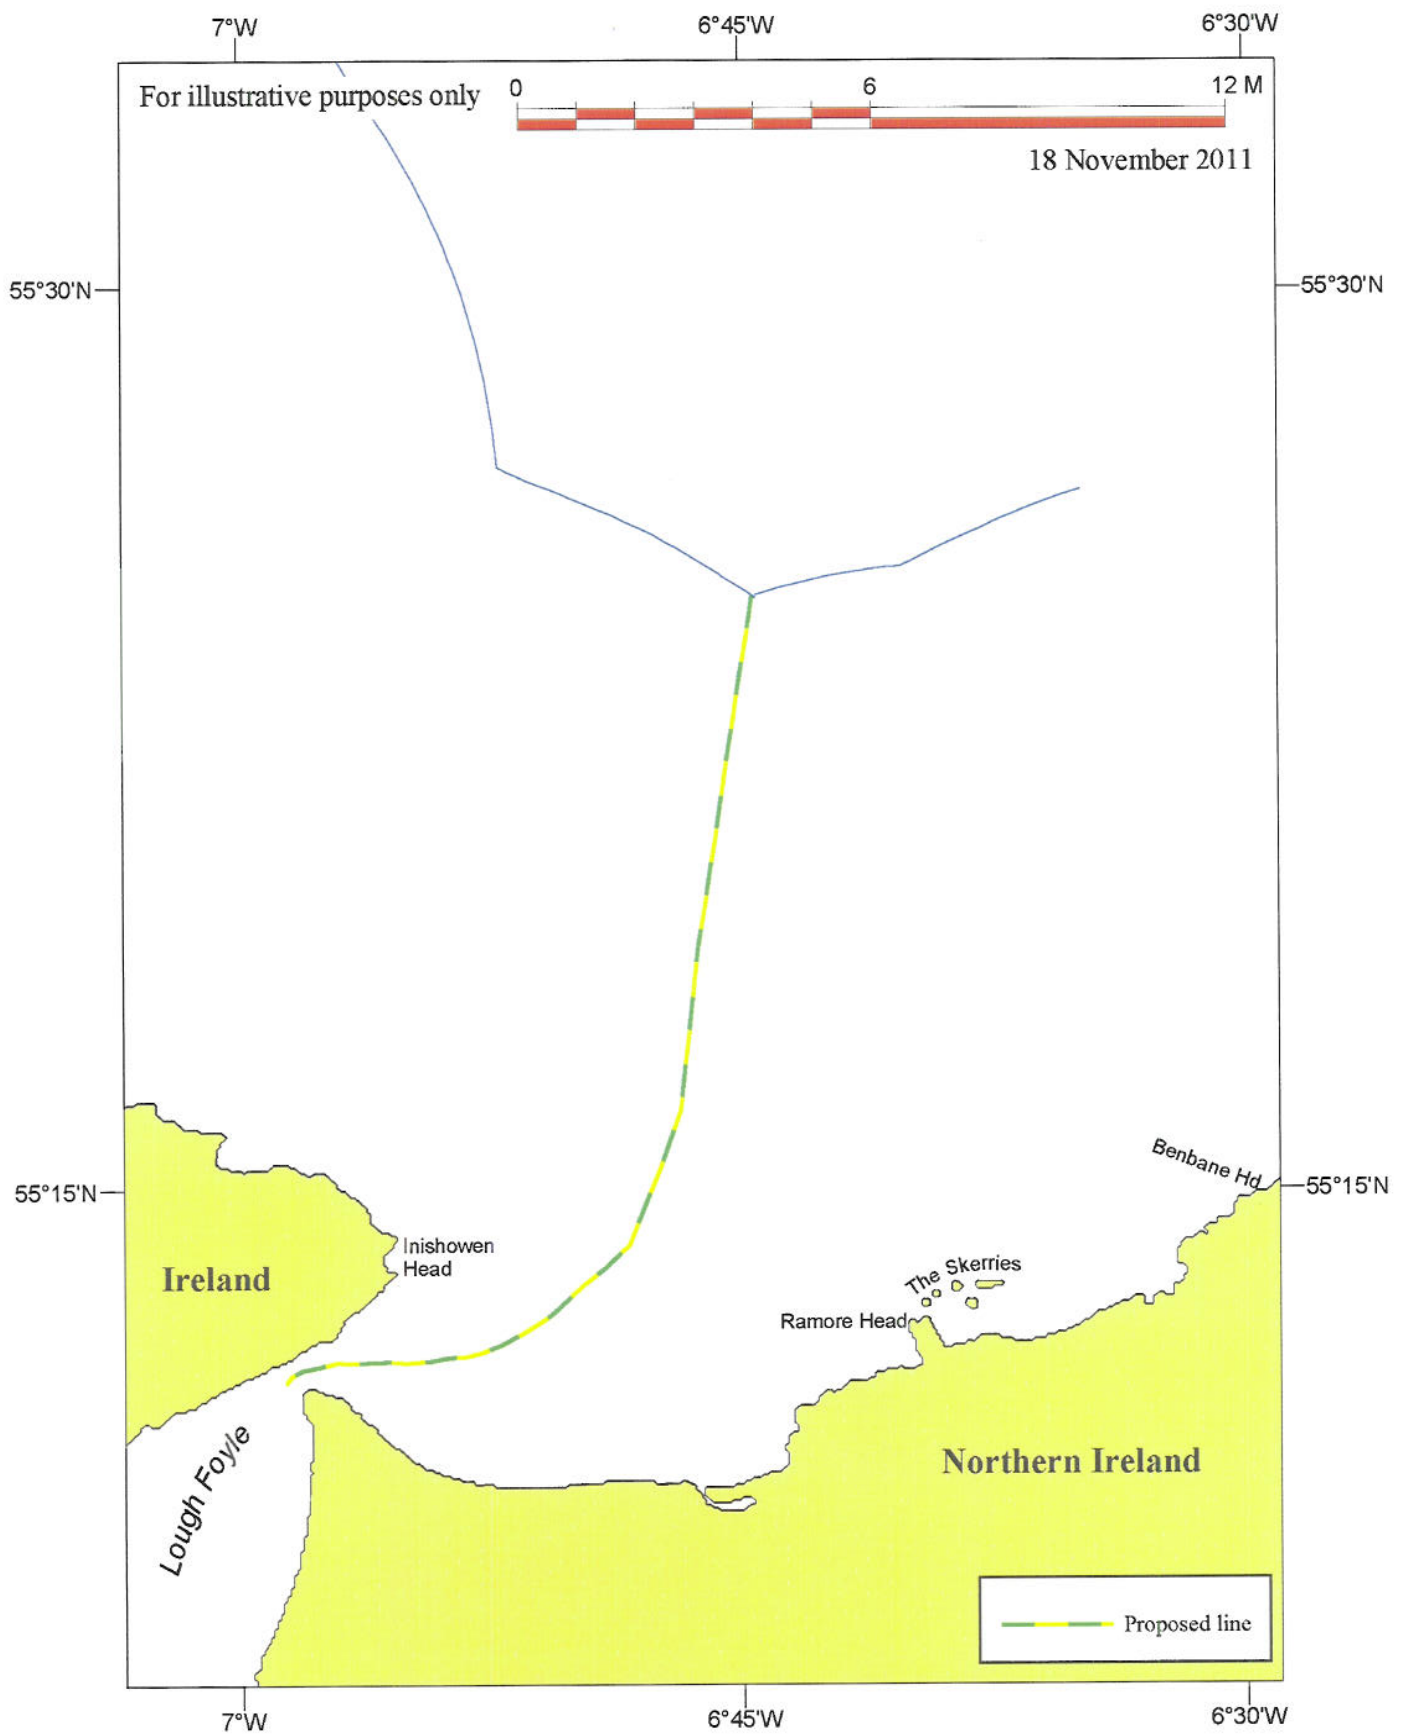 7°W 6°45'W 6°30'W
For illustrative purposes only
0 6 12 M
18 November 2011
55°30'N 55°30'N
Benbane Hd
55°15'N 55°15'N
Inishowen
Head
Ireland
The Skerries
Ramore Head
Lough Foyle
Northern Ireland
Proposed line
7°W 6°45'W 6°30'W